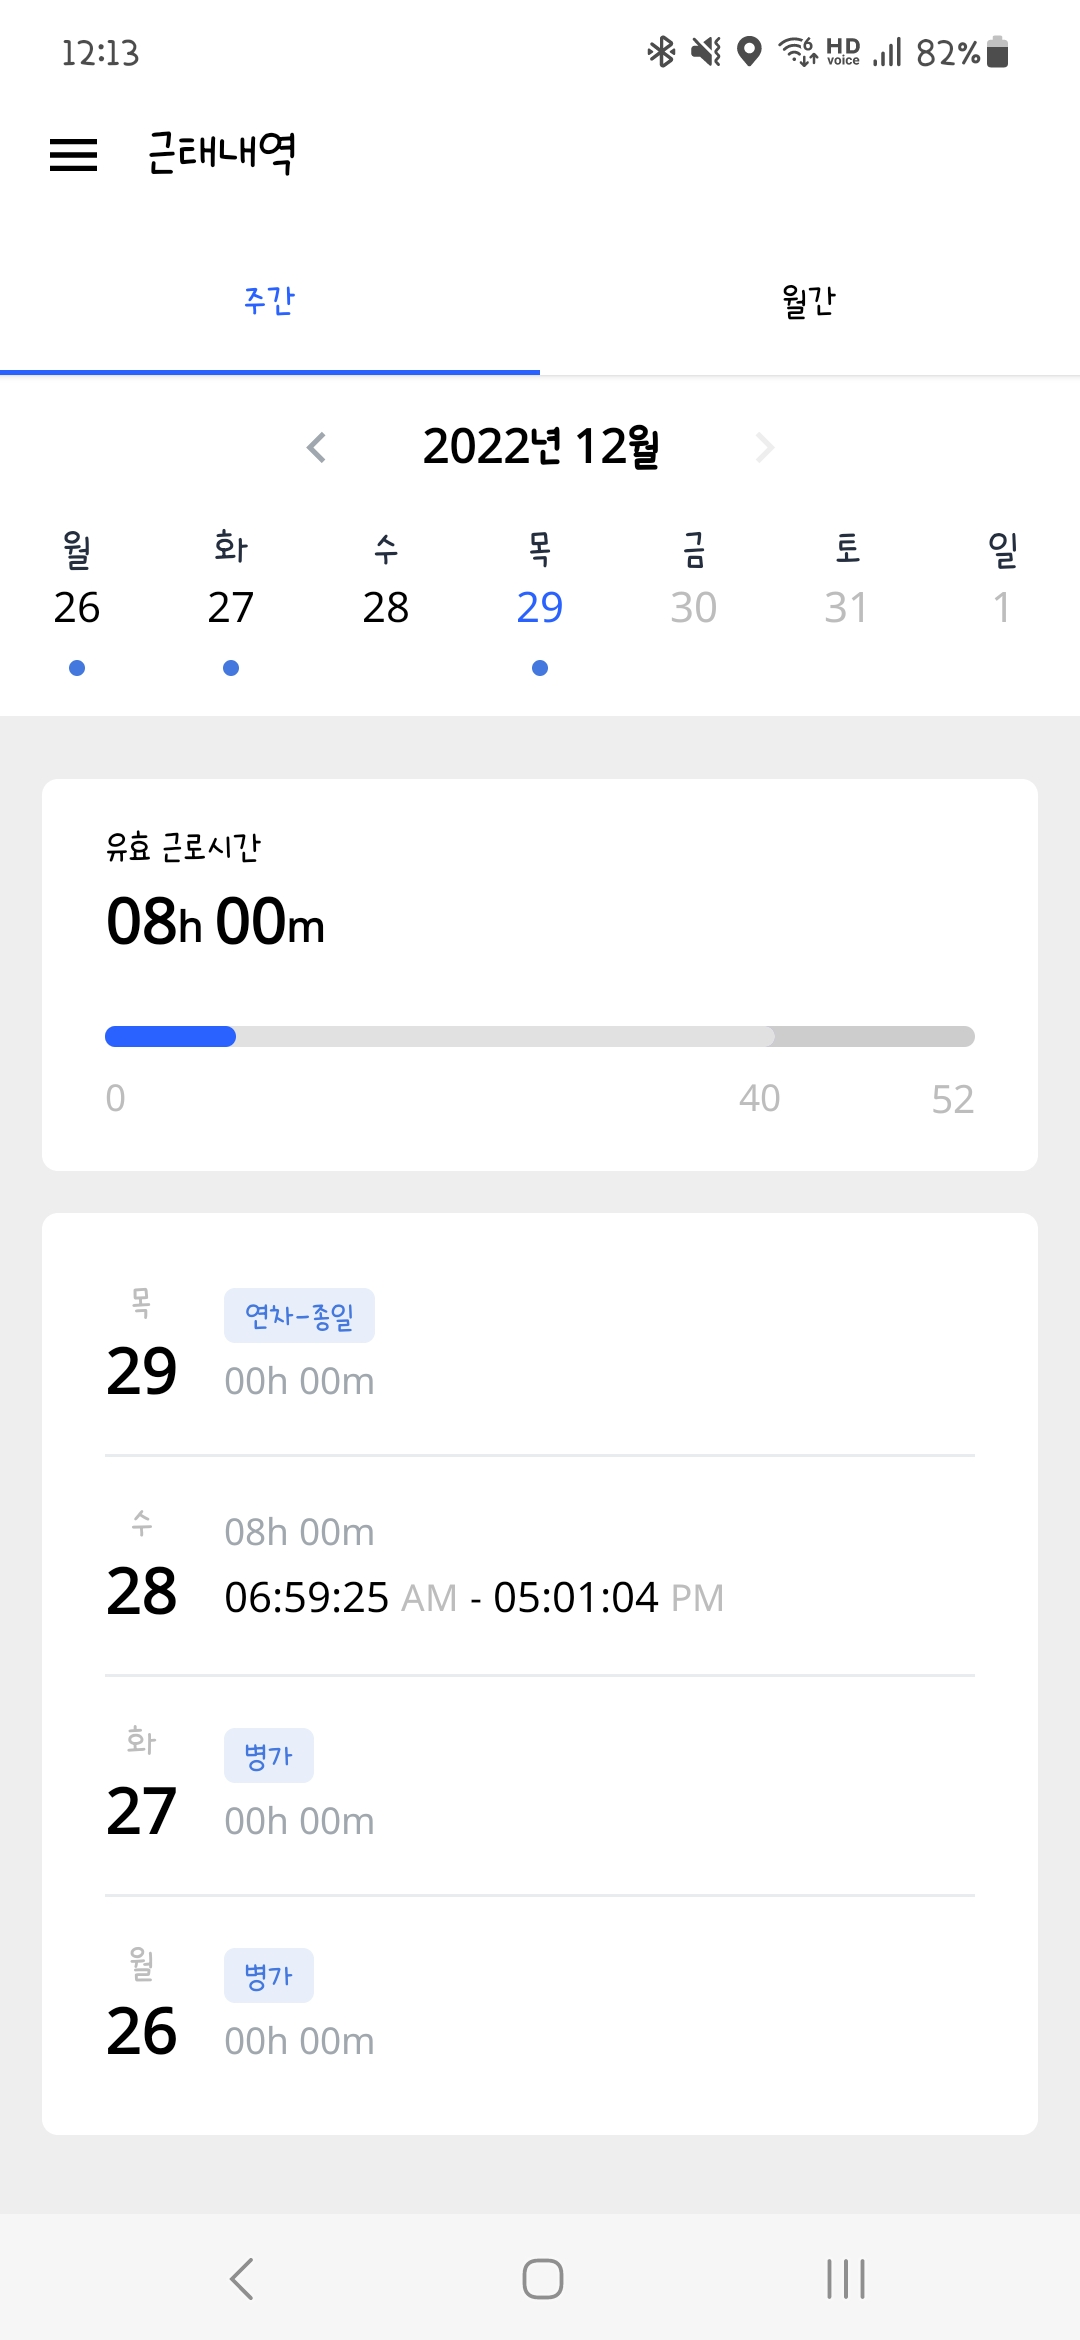 12:13 6 HD voice 82%
근태내역
주간 월간
2022년 12월
월 화 수 목 금 토 일
26 27 28 29 30 31 1
유효 근로시간
08h 00m
0 40 52
목
29
연차-종일
00h 00m
수
28
08h 00m
06:59:25 AM - 05:01:04 PM
화
27
병가
00h 00m
월
26
병가
00h 00m